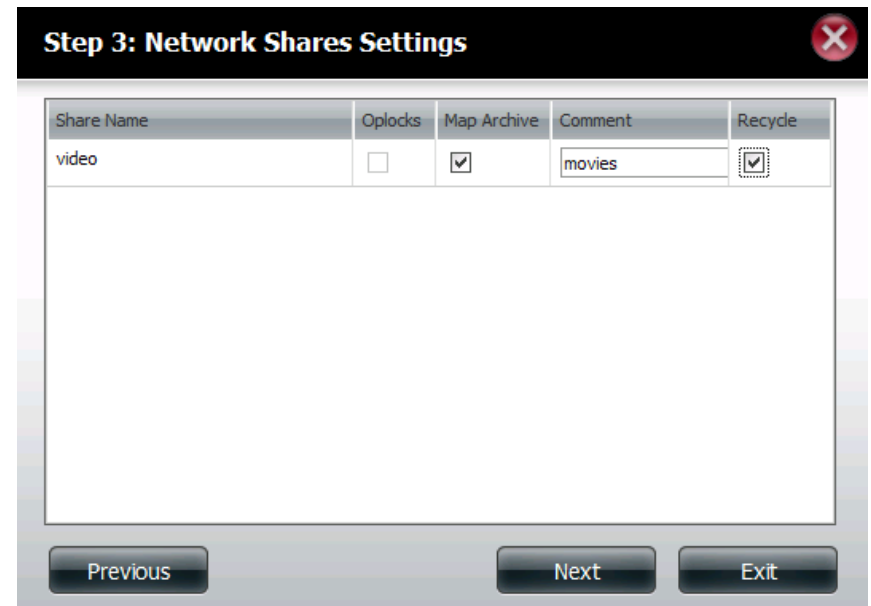 Step 3: Network Shares Settings
Share Name Oplocks Map Archive Comment Recycle
video movies
Previous Next Exit